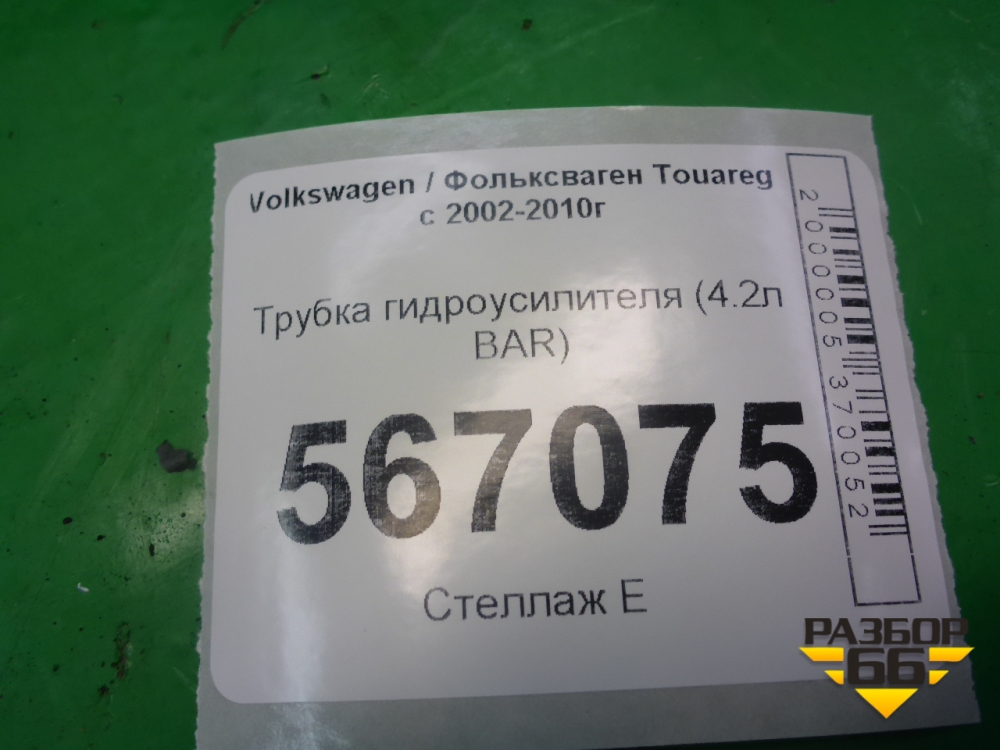 Volkswagen / Фольксваген Touareg
с 2002-2010г
Трубка гидроусилителя (4.2л
BAR)
567075
Стеллаж Е
2000005370052
РАЗБОР
66